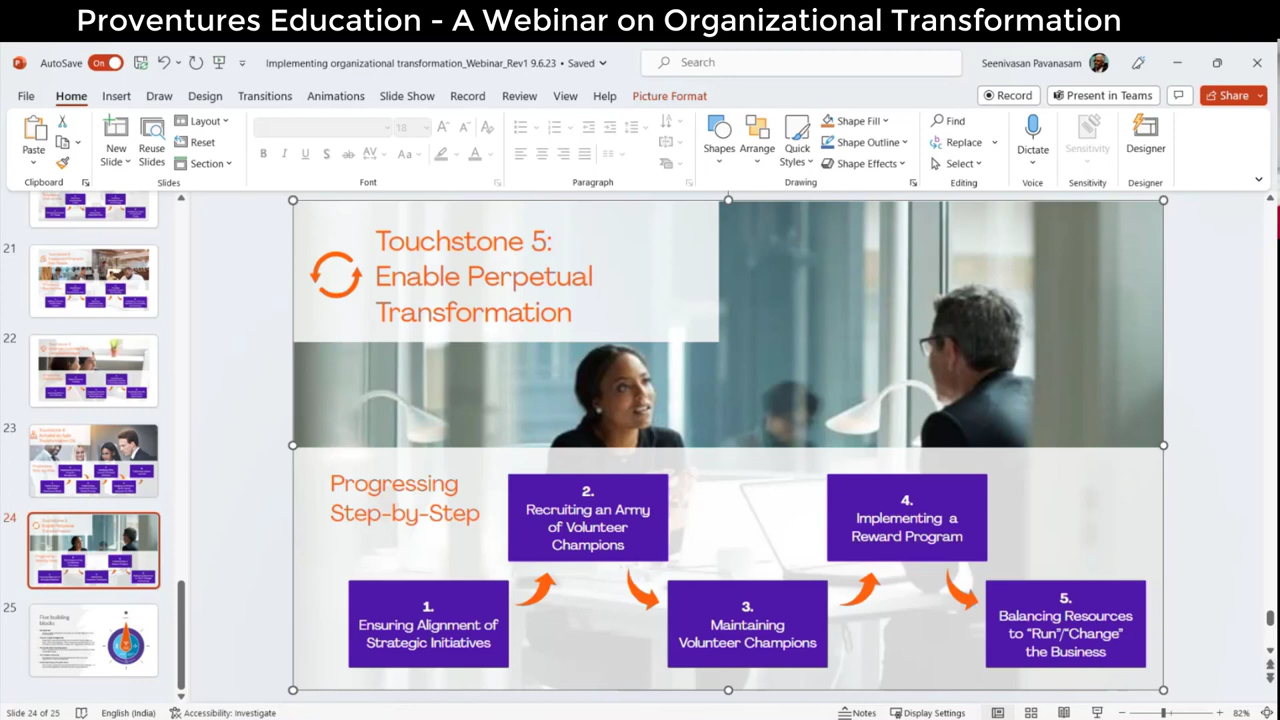 Proventures Education - A Webinar on Organizational Transformation
AutoSave On
Implementing organizational transformation_Webinar_Rev1 9.6.23 • Saved
Search
Seenivasan Pavanasam
File Home Insert Draw Design Transitions Animations Slide Show Record Review View Help Picture Format
Record Present in Teams Share
Paste
Clipboard
New
Slide
Reuse
Slides
Layout
Reset
Section
Slides
Font
Paragraph
Shapes
Arrange
Quick
Styles
Shape Fill
Shape Outline
Shape Effects
Drawing
Find
Replace
Select
Editing
Dictate
Voice
Sensitivity
Sensitivity
Designer
Designer
21
22
23
24
25
Five building
blocks
Touchstone 5:
Enable Perpetual
Transformation
Progressing
Step-by-Step
1.
Ensuring Alignment of
Strategic Initiatives
2.
Recruiting an Army
of Volunteer
Champions
3.
Maintaining
Volunteer Champions
4.
Implementing a
Reward Program
5.
Balancing Resources
to “Run”/“Change”
the Business
Slide 24 of 25 English (India) Accessibility: Investigate Notes Display Settings 82%